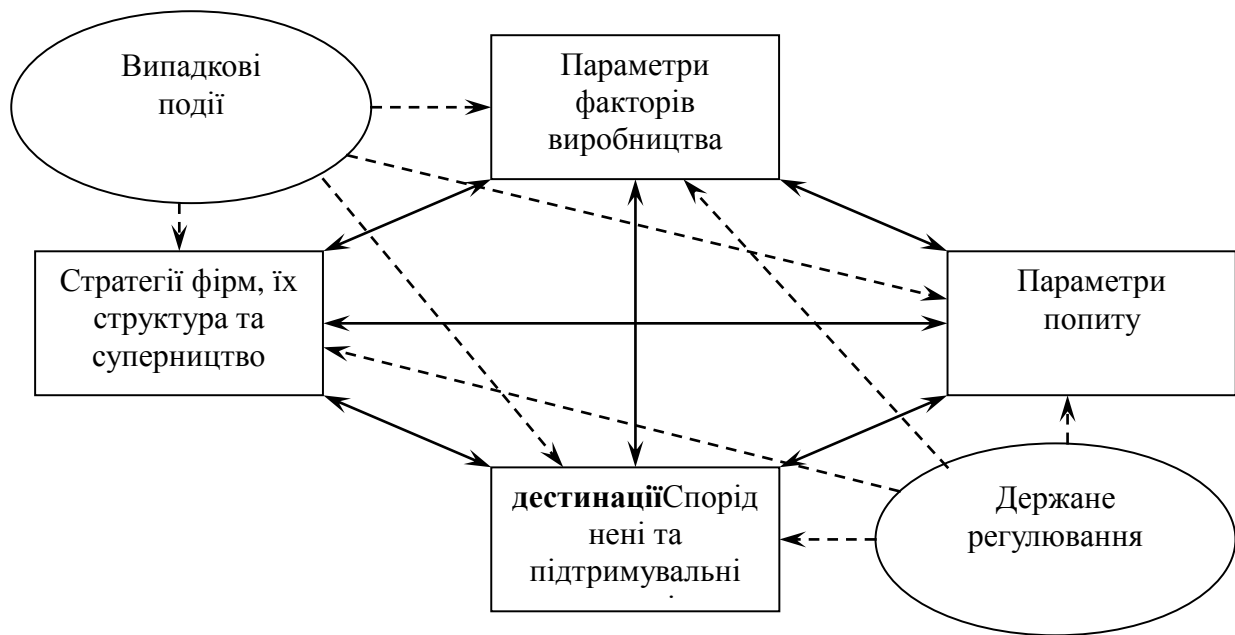 Випадкові
події
Параметри
факторів
виробництва
Стратегії фірм, їх
структура та
суперництво
Параметри
попиту
дестинаціїСпорід
нені та
підтримувальні
Держане
регулювання